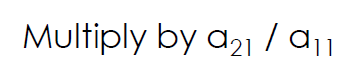 Multiply by a₂₁ / a₁₁